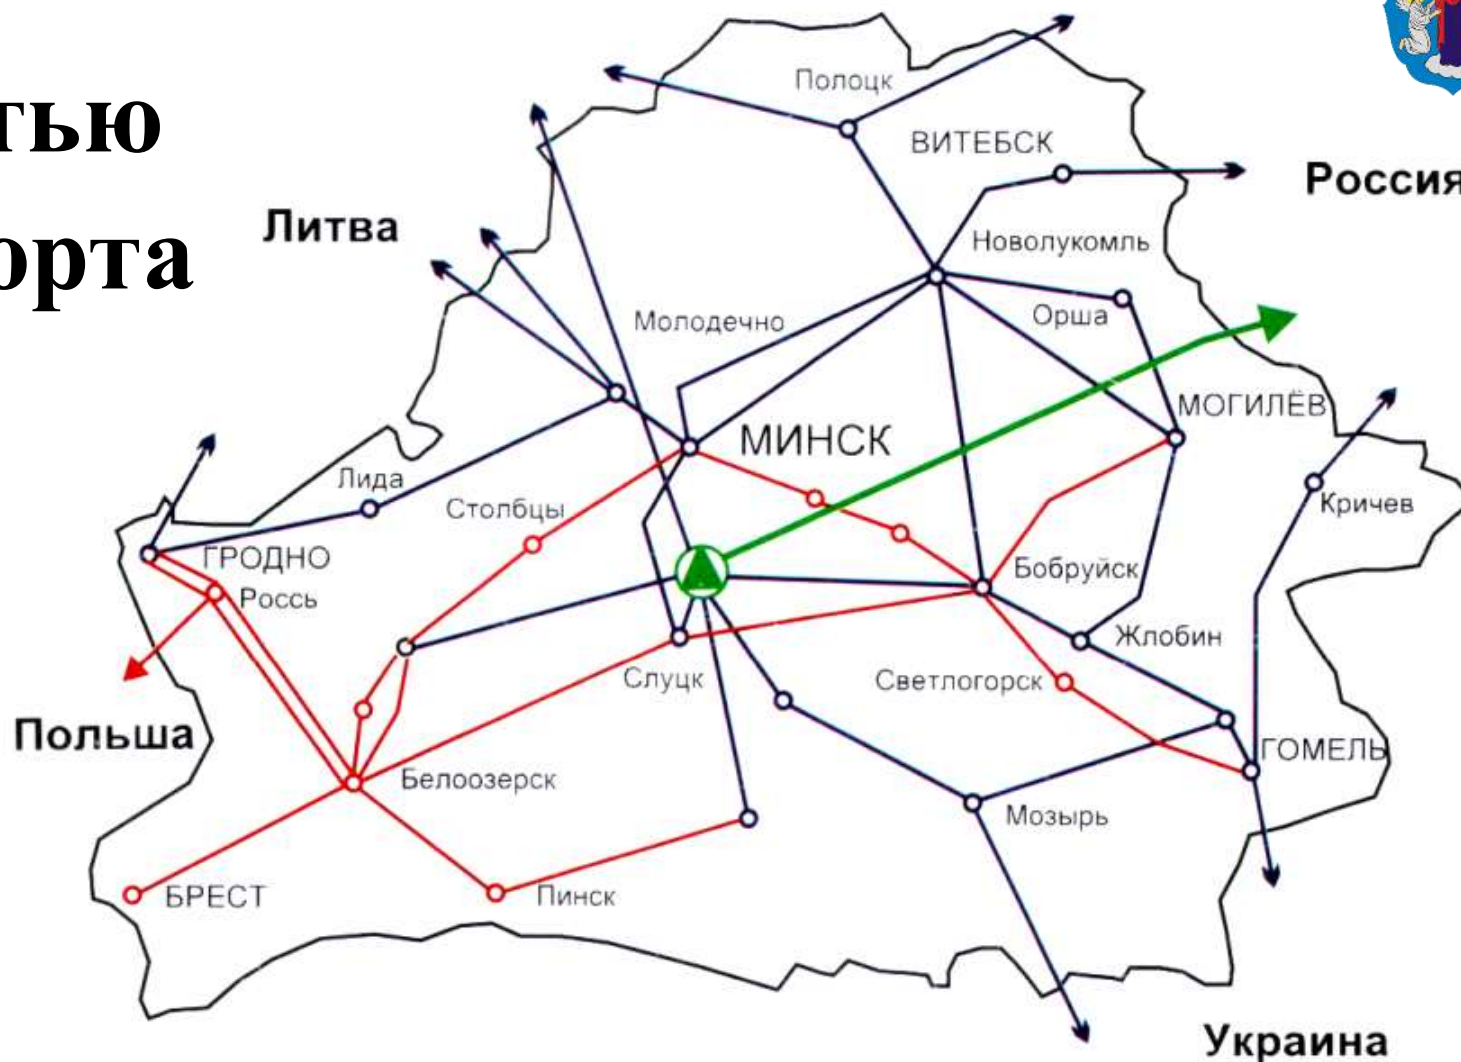 тью
орта
Полоцк
ВИТЕБСК
Россия
Литва
Новолукомль
Молодечно
Орша
МОГИЛЁВ
МИНСК
Лида
Столбцы
Кричев
ГРОДНО
Россь
Бобруйск
Жлобин
Слуцк
Светлогорск
Польша
ГОМЕЛЬ
Белоозерск
Мозырь
БРЕСТ
Пинск
Украина